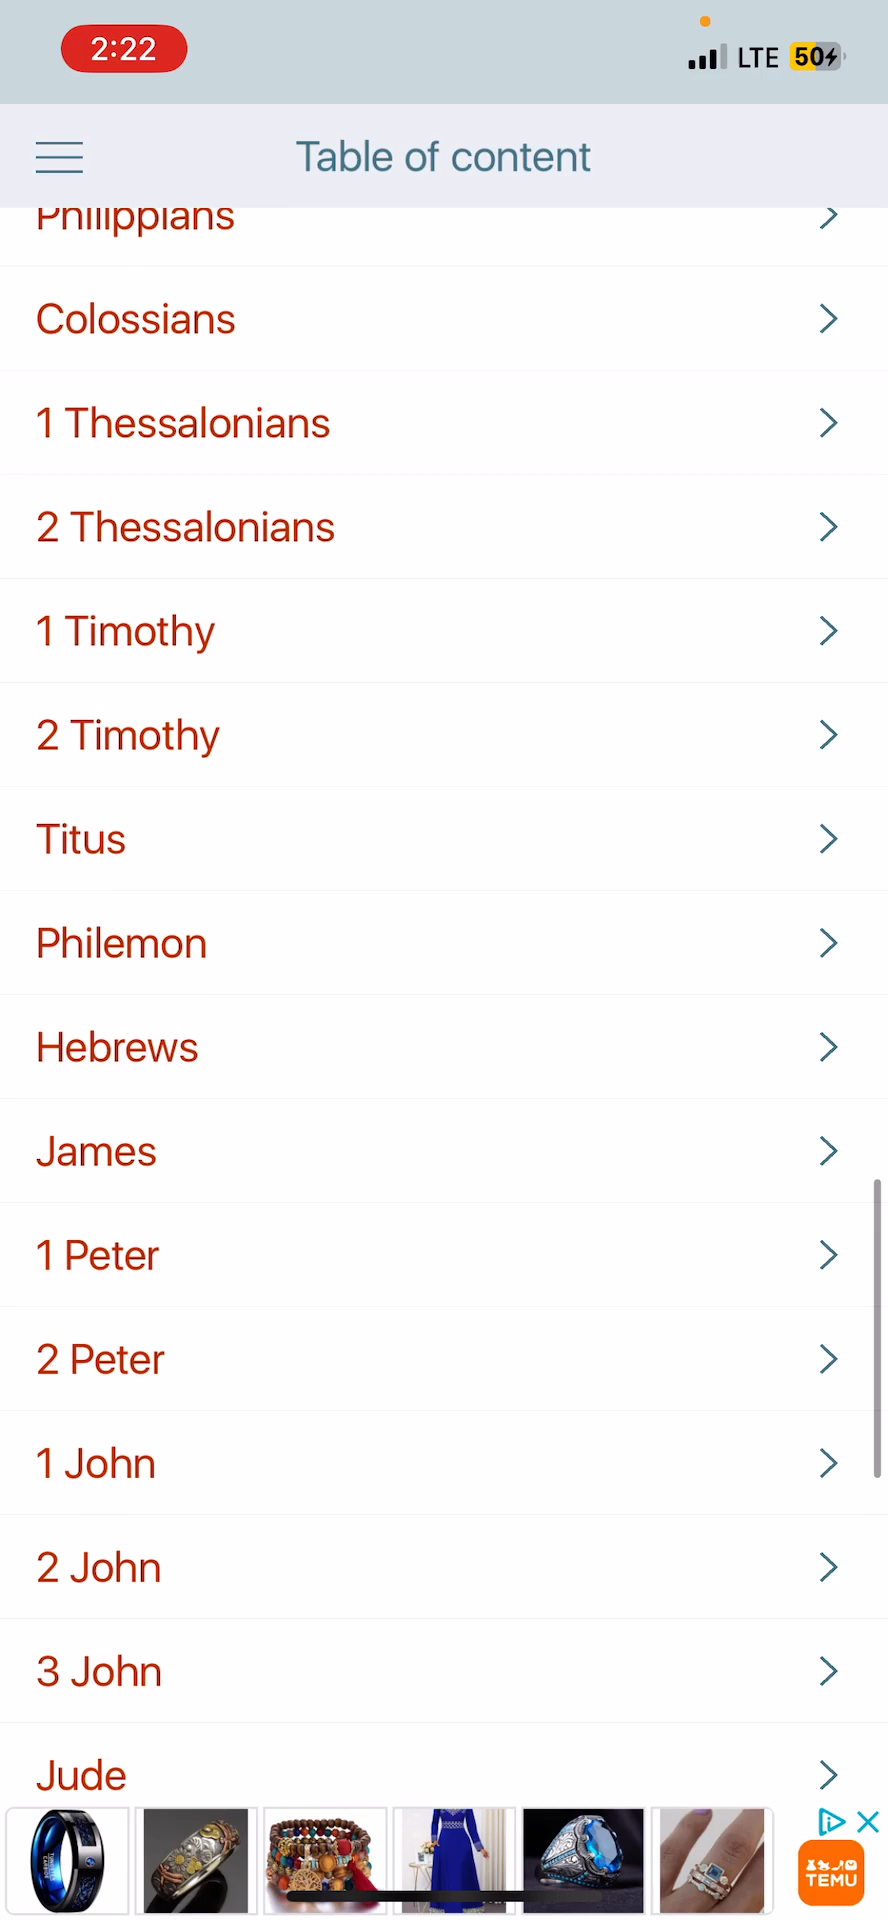 2:22
LTE 50
Table of content
Philippians
Colossians
1 Thessalonians
2 Thessalonians
1 Timothy
2 Timothy
Titus
Philemon
Hebrews
James
1 Peter
2 Peter
1 John
2 John
3 John
Jude
TEMU